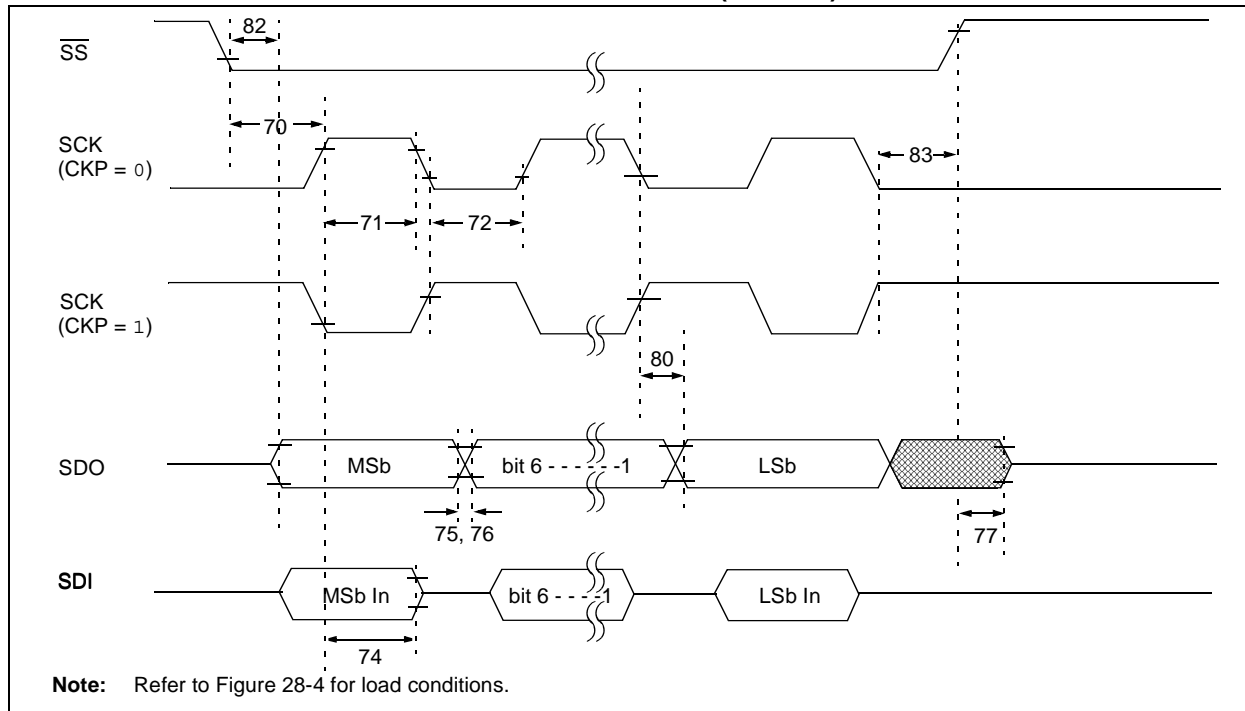 82
SS
70
SCK
(CKP = 0)
83
71
72
SCK
(CKP = 1)
80
SDO
MSb
bit 6 - - - - - -1
LSb
75, 76
77
SDI
MSb In
bit 6 - - - -1
LSb In
74
Note: Refer to Figure 28-4 for load conditions.